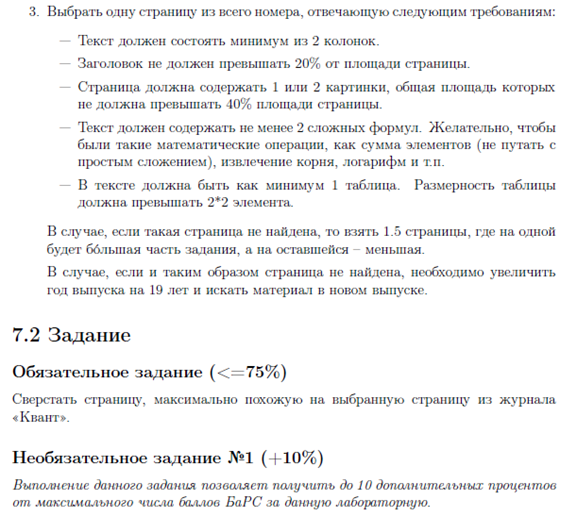 3. Выбрать одну страницу из всего номера, отвечающую следующим требованиям:
— Текст должен состоять минимум из 2 колонок.
— Заголовок не должен превышать 20% от площади страницы.
— Страница должна содержать 1 или 2 картинки, общая площадь которых
не должна превышать 40% площади страницы.
— Текст должен содержать не менее 2 сложных формул. Желательно, чтобы
были такие математические операции, как сумма элементов (не путать с
простым сложением), извлечение корня, логарифм и т.п.
— В тексте должна быть как минимум 1 таблица. Размерность таблицы
должна превышать 2*2 элемента.
В случае, если такая страница не найдена, то взять 1.5 страницы, где на одной
будет бо́льшая часть задания, а на оставшейся – меньшая.
В случае, если и таким образом страница не найдена, необходимо увеличить
год выпуска на 19 лет и искать материал в новом выпуске.
7.2 Задание
Обязательное задание (<=75%)
Сверстать страницу, максимально похожую на выбранную страницу из журнала
«Квант».
Необязательное задание №1 (+10%)
Выполнение данного задания позволяет получить до 10 дополнительных процентов
от максимального числа баллов БаРС за данную лабораторную.